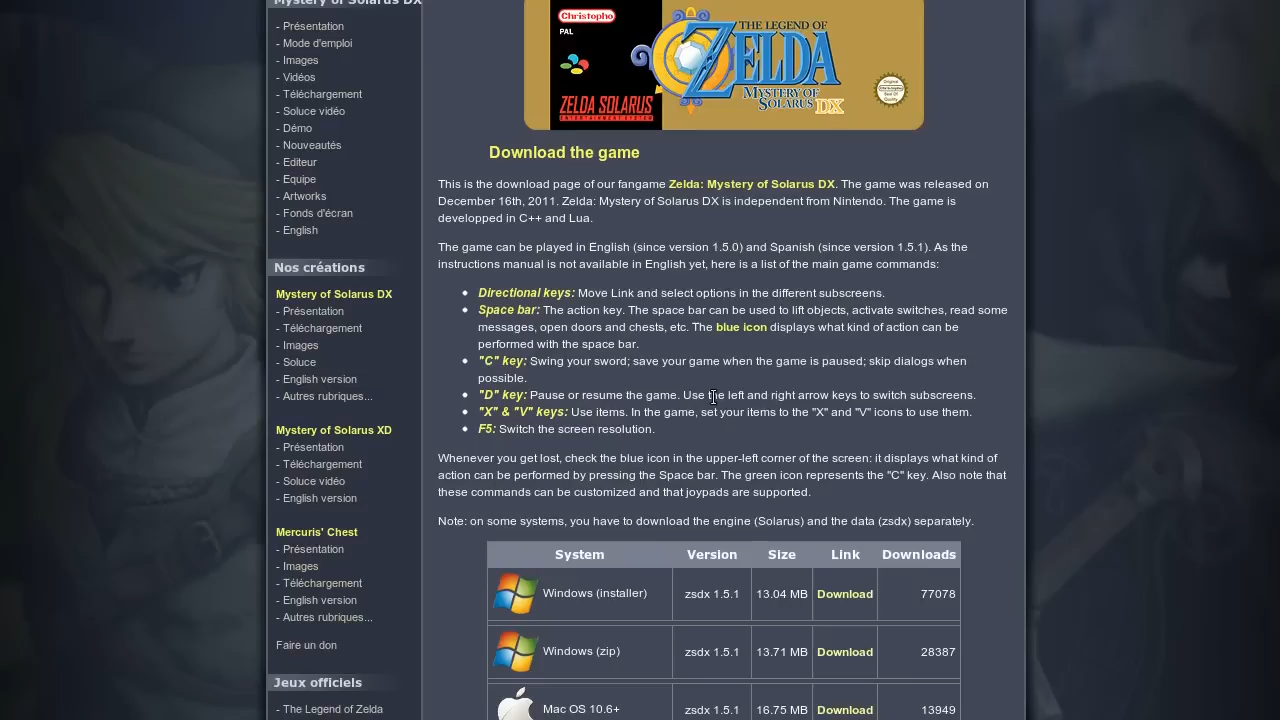 Mystery of Solarus DX
- Présentation
- Mode d'emploi
- Images
- Vidéos
- Téléchargement
- Soluce vidéo
- Démo
- Nouveautés
- Editeur
- Equipe
- Artworks
- Fonds d'écran
- English
Nos créations
Mystery of Solarus DX
- Présentation
- Téléchargement
- Images
- Soluce
- English version
- Autres rubriques...
Mystery of Solarus XD
- Présentation
- Téléchargement
- Soluce vidéo
- English version
Mercuris' Chest
- Présentation
- Images
- Téléchargement
- English version
- Autres rubriques...
Faire un don
Jeux officiels
- The Legend of Zelda
Christopho
PAL
ZELDA SOLARUS
THE LEGEND OF
ZELDA
MYSTERY OF
SOLARUS DX
Download the game
This is the download page of our fangame Zelda: Mystery of Solarus DX. The game was released on
December 16th, 2011. Zelda: Mystery of Solarus DX is independent from Nintendo. The game is
developped in C++ and Lua.
The game can be played in English (since version 1.5.0) and Spanish (since version 1.5.1). As the
instructions manual is not available in English yet, here is a list of the main game commands:
Directional keys: Move Link and select options in the different subscreens.
Space bar: The action key. The space bar can be used to lift objects, activate switches, read some
messages, open doors and chests, etc. The blue icon displays what kind of action can be
performed with the space bar.
"C" key: Swing your sword; save your game when the game is paused; skip dialogs when
possible.
"D" key: Pause or resume the game. Use the left and right arrow keys to switch subscreens.
"X" & "V" keys: Use items. In the game, set your items to the "X" and "V" icons to use them.
F5: Switch the screen resolution.
Whenever you get lost, check the blue icon in the upper-left corner of the screen: it displays what kind of
action can be performed by pressing the Space bar. The green icon represents the "C" key. Also note that
these commands can be customized and that joypads are supported.
Note: on some systems, you have to download the engine (Solarus) and the data (zsdx) separately.
System Version Size Link Downloads
Windows (installer) zsdx 1.5.1 13.04 MB Download 77078
Windows (zip) zsdx 1.5.1 13.71 MB Download 28387
Mac OS 10.6+ zsdx 1.5.1 16.75 MB Download 13949